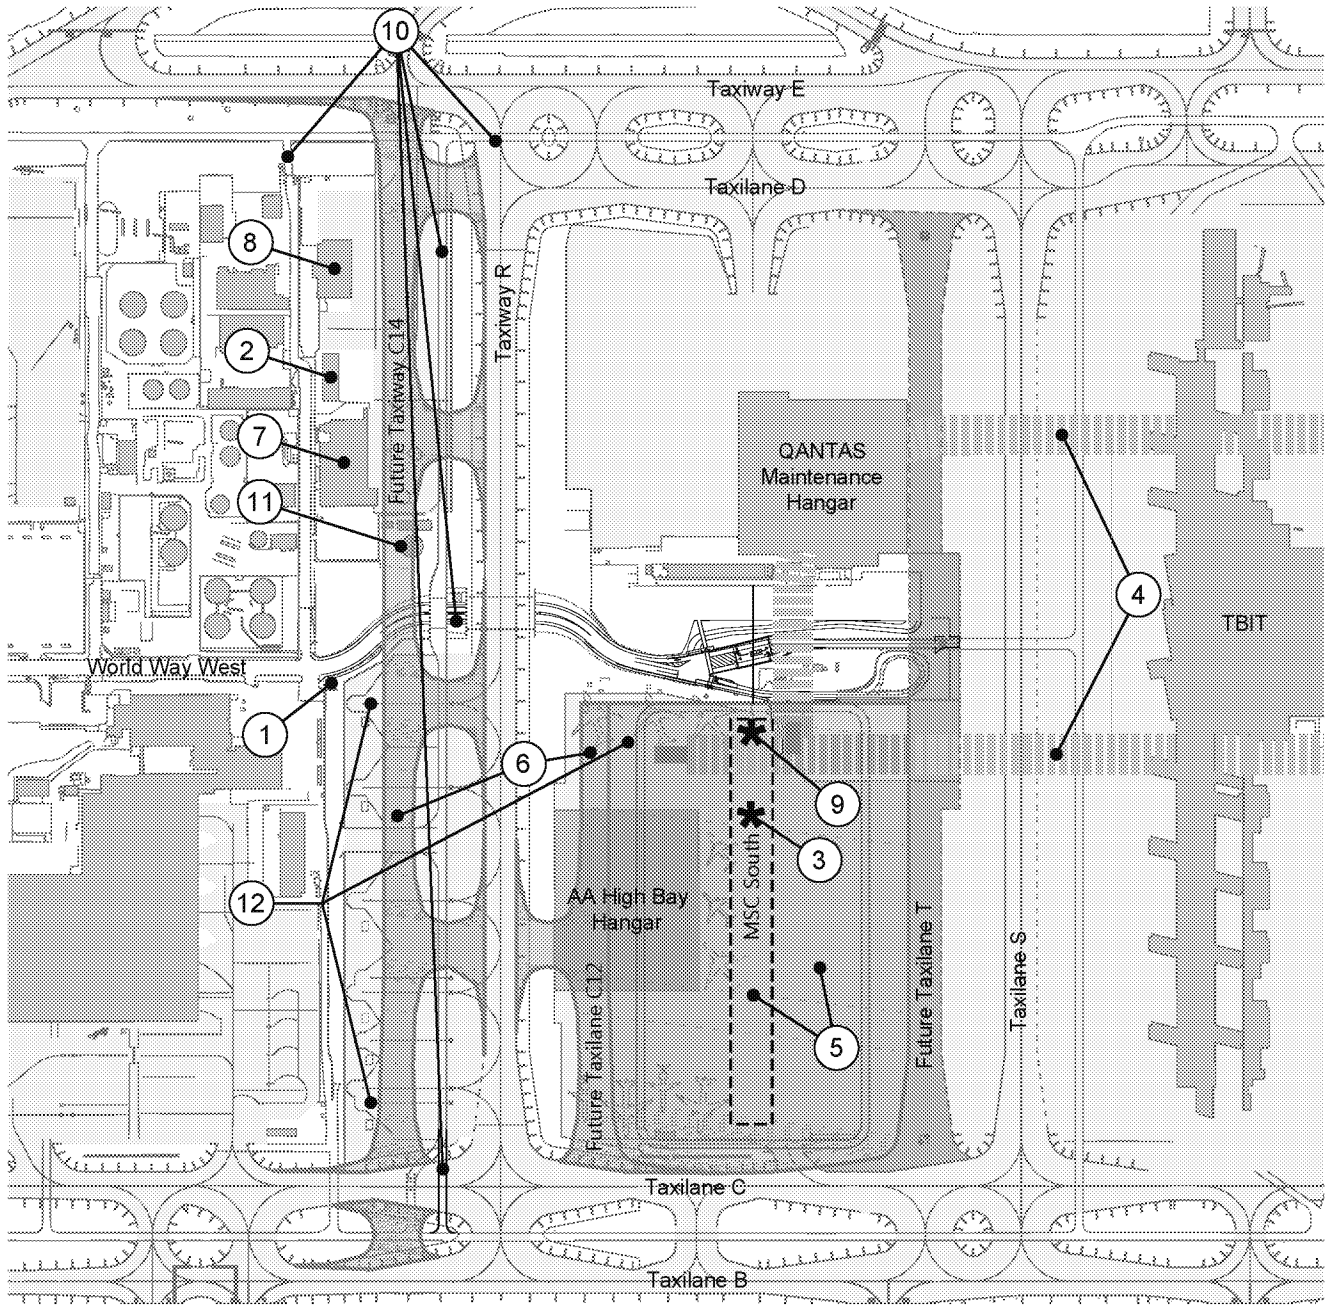 10
Taxiway E
Taxilane D
8
Taxiway R
2
Future Taxiway C14
7
QANTAS
Maintenance
Hangar
11
4
TBIT
World Way West
1
6
9
3
MSC South
AA High Bay
Hangar
12
Future Taxilane C12
5
Future Taxilane T
Taxilane S
Taxilane C
Taxilane B